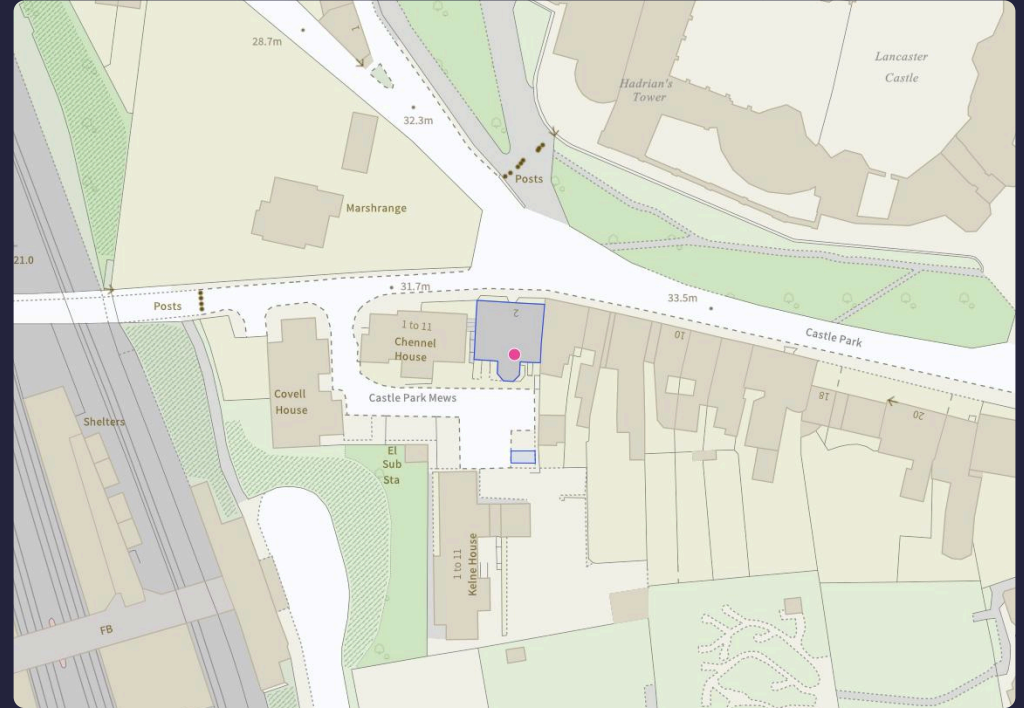 1
28.7m
Lancaster
Castle
Hadrian's
Tower
32.3m
Posts
Marshrange
21.0
31.7m
33.5m
Posts
2
1 to 11
Chennel
House
10
Castle Park
Covell
House
Castle Park Mews
18
20
Shelters
El
Sub
Sta
1 to 11
Kelne House
FB